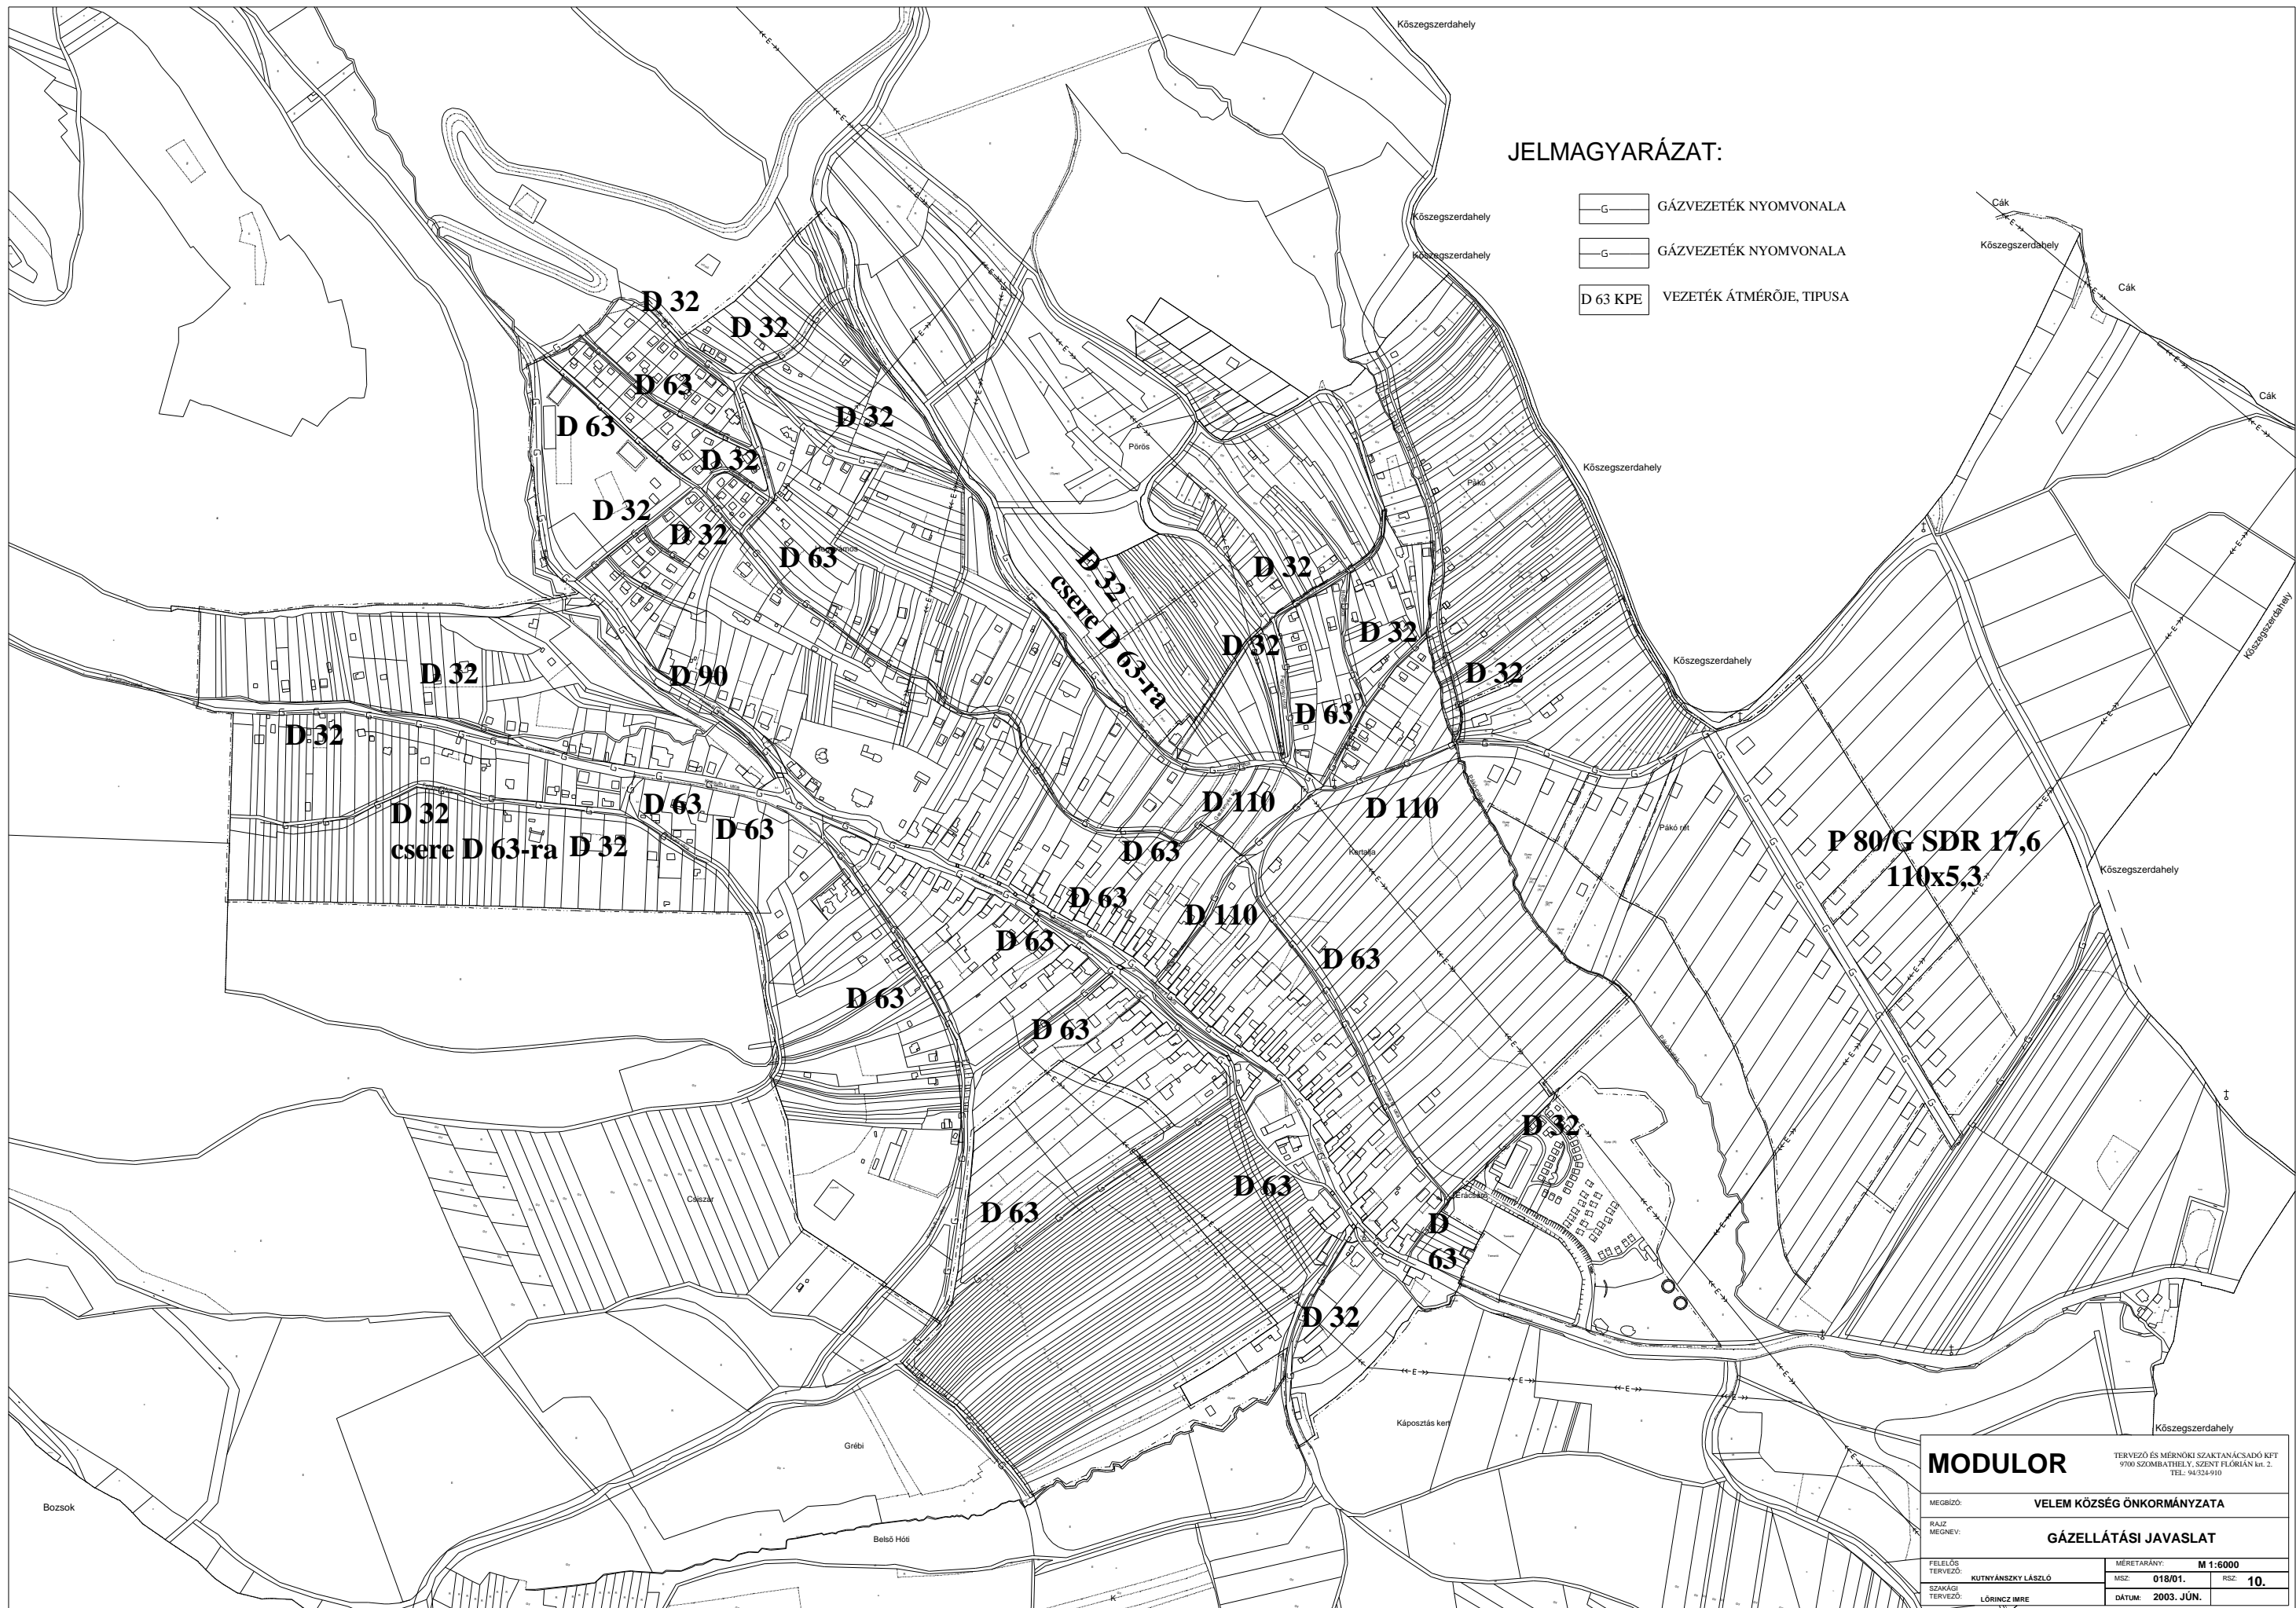 Kőszegszerdahely
JELMAGYARÁZAT:
G GÁZVEZETÉK NYOMVONALA
G GÁZVEZETÉK NYOMVONALA
D 63 KPE VEZETÉK ÁTMÉRŐJE, TIPUSA
Kőszegszerdahely
Kőszegszerdahely
Cák
Kőszegszerdahely
Cák
Cák
D 32
D 32
D 63
D 63
D 32
D 32
Pörös
Kőszegszerdahely
Pákó
D 32
D 32
D 63
D 32
csere D 63-ra
D 32
D 32
D 32
D 32
Kőszegszerdahely
Kőszegszerdahely
D 32
D 90
D 63
D 32
D 63
D 63
D 110
D 110
D 32
csere D 63-ra
D 32
D 63
Kertalja
Pákó rét
P 80/G SDR 17,6
110x5,3
Kőszegszerdahely
D 63
D 110
D 63
D 63
D 63
D 63
D 32
Csiszár
D 63
D 63
D
63
D 32
Káposztás kert
Grébi
Bozsok
Belső Hóti
K
Kőszegszerdahely
MODULOR
TERVEZŐ ÉS MÉRNÖKI SZAKTANÁCSADÓ KFT
9700 SZOMBATHELY, SZENT FLÓRIÁN krt. 2.
TEL: 94/324-910
MEGBÍZÓ: VELEM KÖZSÉG ÖNKORMÁNYZATA
RAJZ
MEGNEV: GÁZELLÁTÁSI JAVASLAT
FELELŐS
TERVEZŐ: KUTNYÁNSZKY LÁSZLÓ
MÉRETARÁNY: M 1:6000
MSZ: 018/01. RSZ: 10.
SZAKÁGI
TERVEZŐ: LŐRINCZ IMRE
DÁTUM: 2003. JÚN.